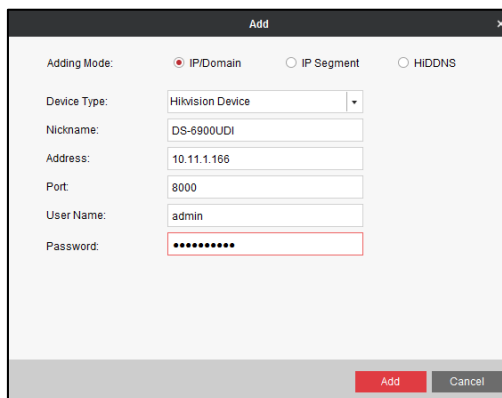 Add
Adding Mode: IP/Domain IP Segment HiDDNS
Device Type: Hikvision Device
Nickname: DS-6900UDI
Address: 10.11.1.166
Port: 8000
User Name: admin
Password: ●●●●●●●●●●
Add Cancel